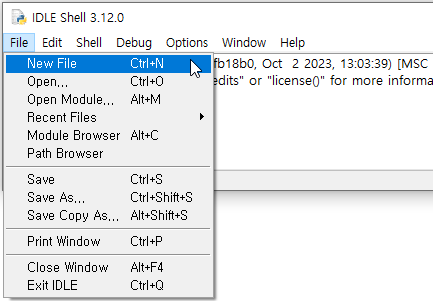 IDLE Shell 3.12.0
File Edit Shell Debug Options Window Help
fb18b0, Oct 2 2023, 13:03:39) [MSC
edits" or "license()" for more informa
New File Ctrl+N
Open... Ctrl+O
Open Module... Alt+M
Recent Files
Module Browser Alt+C
Path Browser
Save Ctrl+S
Save As... Ctrl+Shift+S
Save Copy As... Alt+Shift+S
Print Window Ctrl+P
Close Window Alt+F4
Exit IDLE Ctrl+Q